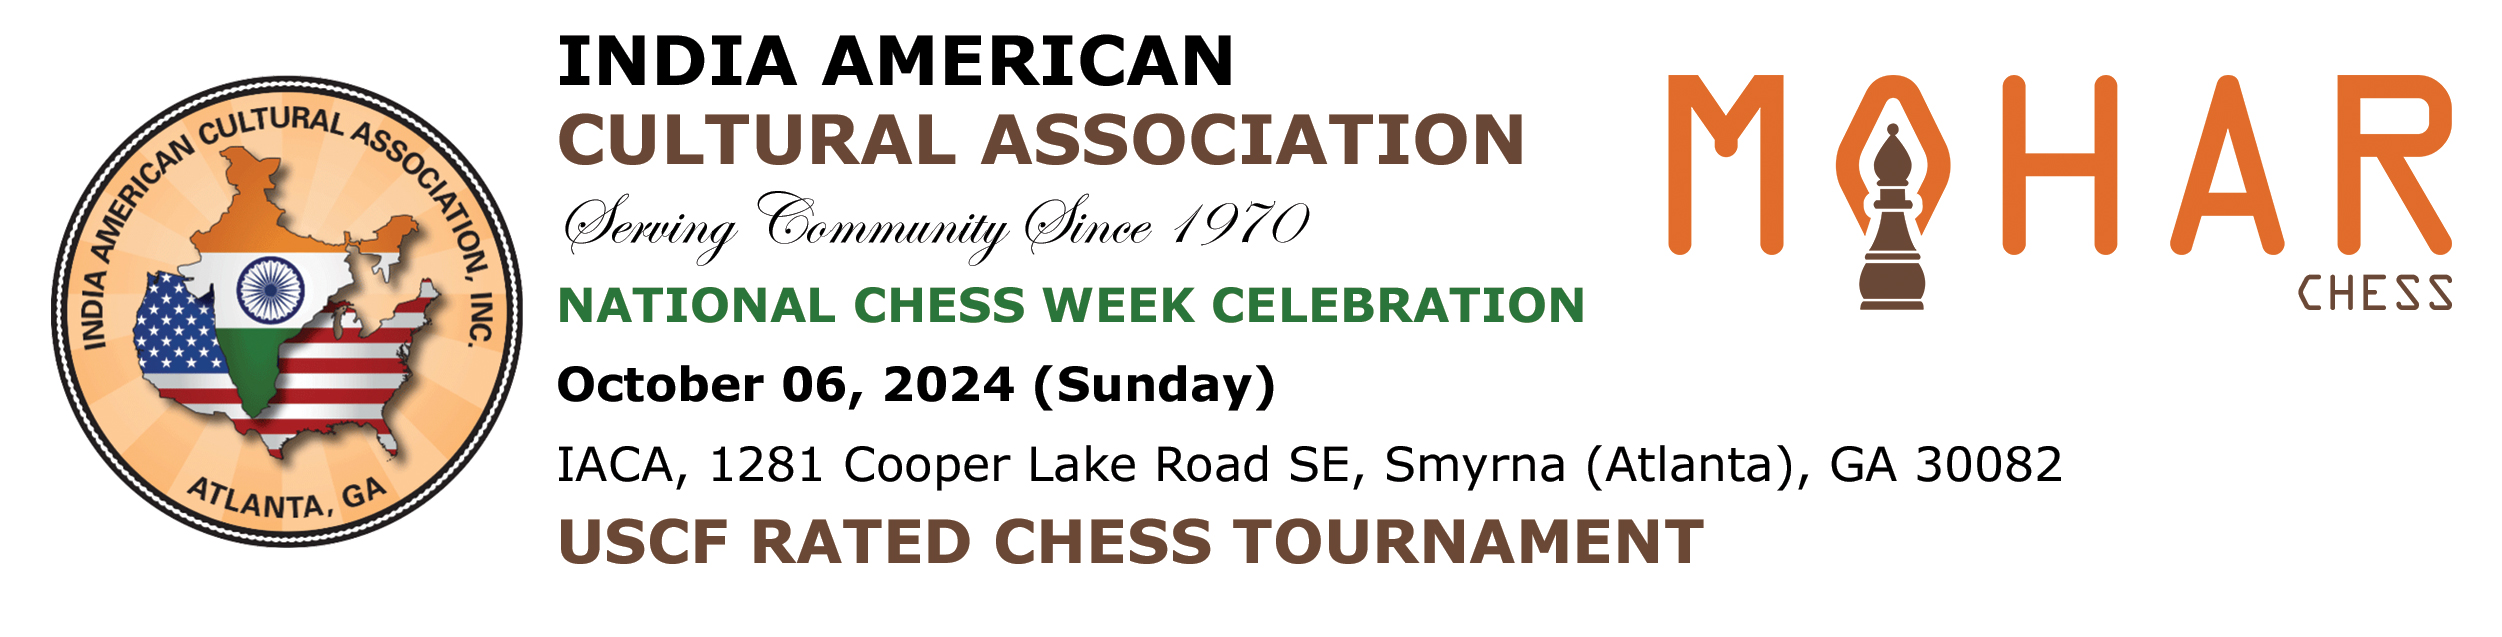 INDIA AMERICAN CULTURAL ASSOCIATION, INC.
ATLANTA, GA
INDIA AMERICAN
CULTURAL ASSOCIATION
Serving Community Since 1970
NATIONAL CHESS WEEK CELEBRATION
October 06, 2024 (Sunday)
IACA, 1281 Cooper Lake Road SE, Smyrna (Atlanta), GA 30082
USCF RATED CHESS TOURNAMENT
MOHAR
CHESS